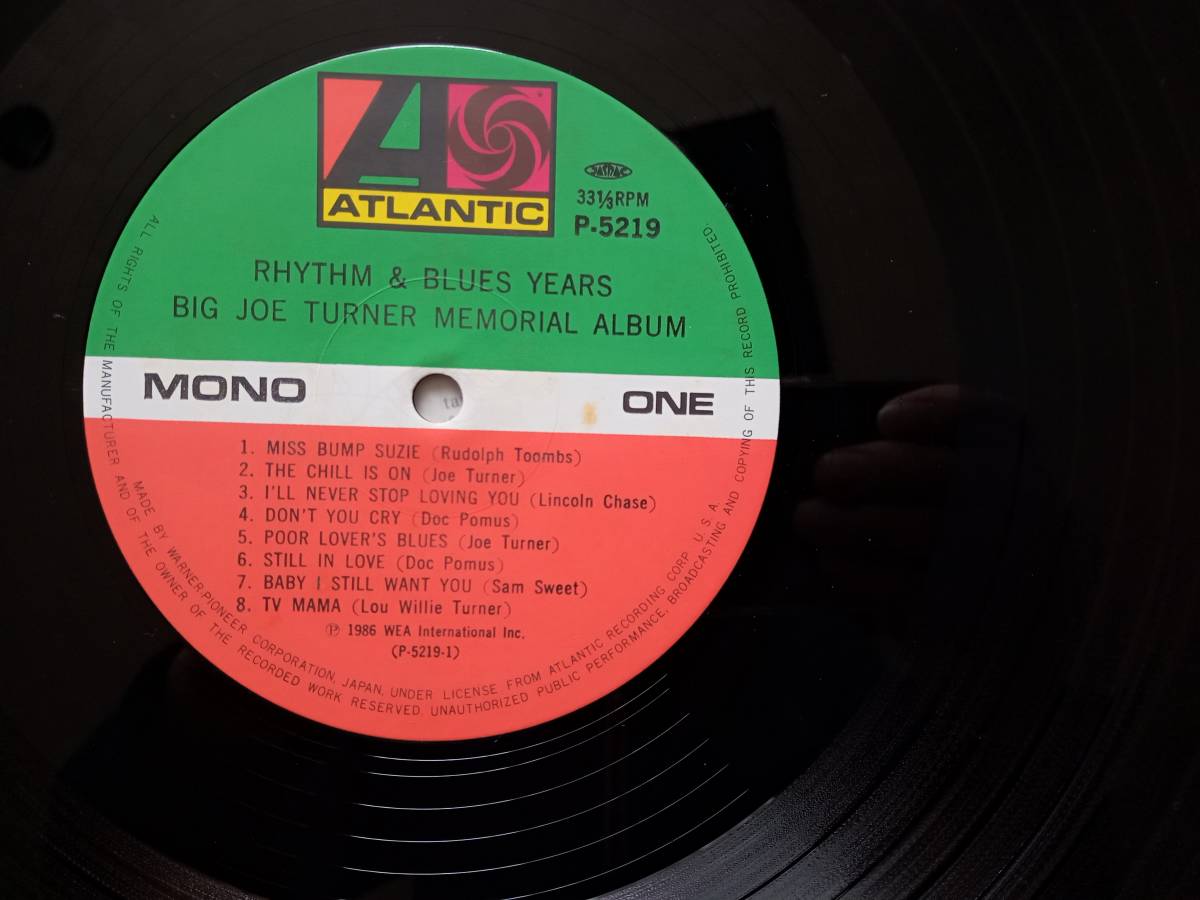 ATLANTIC
JASRAC
33⅓RPM
P-5219
RHYTHM & BLUES YEARS
BIG JOE TURNER MEMORIAL ALBUM
MONO
ONE
1. MISS BUMP SUZIE (Rudolph Toombs)
2. THE CHILL IS ON (Joe Turner)
3. I'LL NEVER STOP LOVING YOU (Lincoln Chase)
4. DON'T YOU CRY (Doc Pomus)
5. POOR LOVER'S BLUES (Joe Turner)
6. STILL IN LOVE (Doc Pomus)
7. BABY I STILL WANT YOU (Sam Sweet)
8. TV MAMA (Lou Willie Turner)
℗ 1986 WEA International Inc.
(P-5219-1)
MADE BY WARNER-PIONEER CORPORATION, JAPAN, UNDER LICENSE FROM ATLANTIC RECORDING CORP. U.S.A.
ALL RIGHTS OF THE MANUFACTURER AND OF THE OWNER OF THE RECORDED WORK RESERVED. UNAUTHORIZED PUBLIC PERFORMANCE, BROADCASTING AND COPYING OF THIS RECORD PROHIBITED.